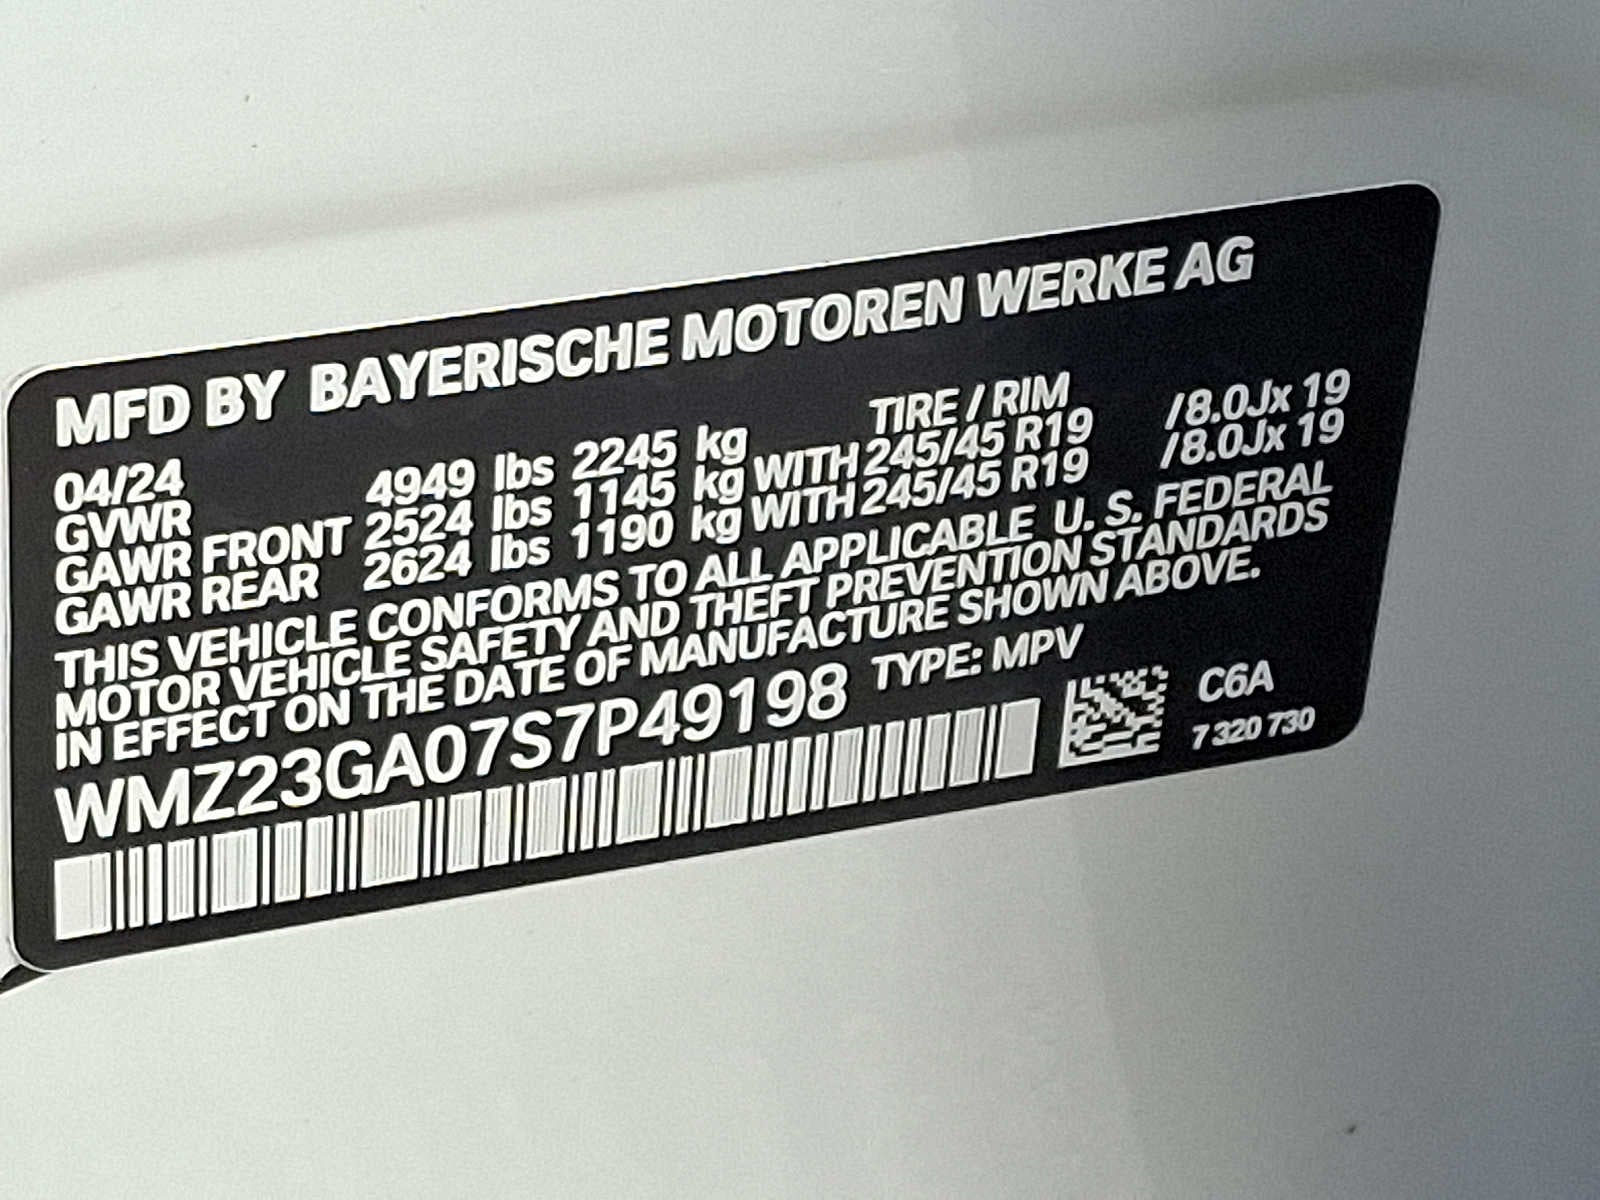 MFD BY BAYERISCHE MOTOREN WERKE AG
04/24 TIRE / RIM
GVWR 4949 lbs 2245 kg
GAWR FRONT 2524 lbs 1145 kg WITH 245/45 R19 /8.0Jx 19
GAWR REAR 2624 lbs 1190 kg WITH 245/45 R19 /8.0Jx 19
THIS VEHICLE CONFORMS TO ALL APPLICABLE U. S. FEDERAL
MOTOR VEHICLE SAFETY AND THEFT PREVENTION STANDARDS
IN EFFECT ON THE DATE OF MANUFACTURE SHOWN ABOVE.
WMZ23GA07S7P49198 TYPE: MPV
C6A
7 320 730